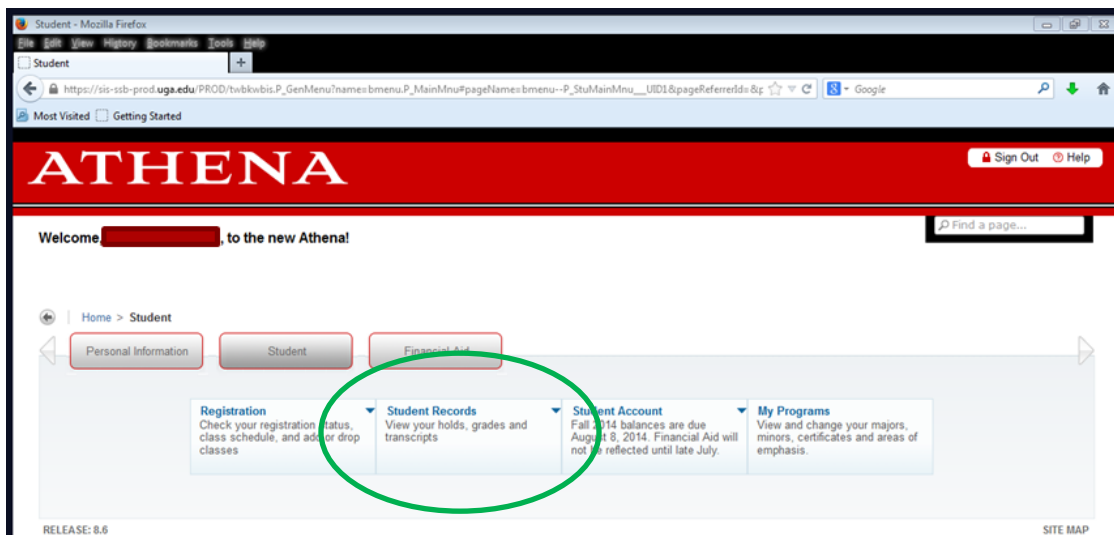 Student - Mozilla Firefox
File Edit View History Bookmarks Tools Help
Student +
https://sis-ssb-prod.uga.edu/PROD/twbkwbis.P_GenMenu?name=bmenu.P_MainMnu#pageName=bmenu--P_StuMainMnu__UID1&pageReferrerId=&p
Google
Most Visited Getting Started
ATHENA
Sign Out Help
Welcome, , to the new Athena!
Find a page...
Home > Student
Personal Information Student Financial Aid
Registration
Check your registration status,
class schedule, and add or drop
classes
Student Records
View your holds, grades and
transcripts
Student Account
Fall 2014 balances are due
August 8, 2014. Financial Aid will
not be reflected until late July.
My Programs
View and change your majors,
minors, certificates and areas of
emphasis.
RELEASE: 8.6
SITE MAP